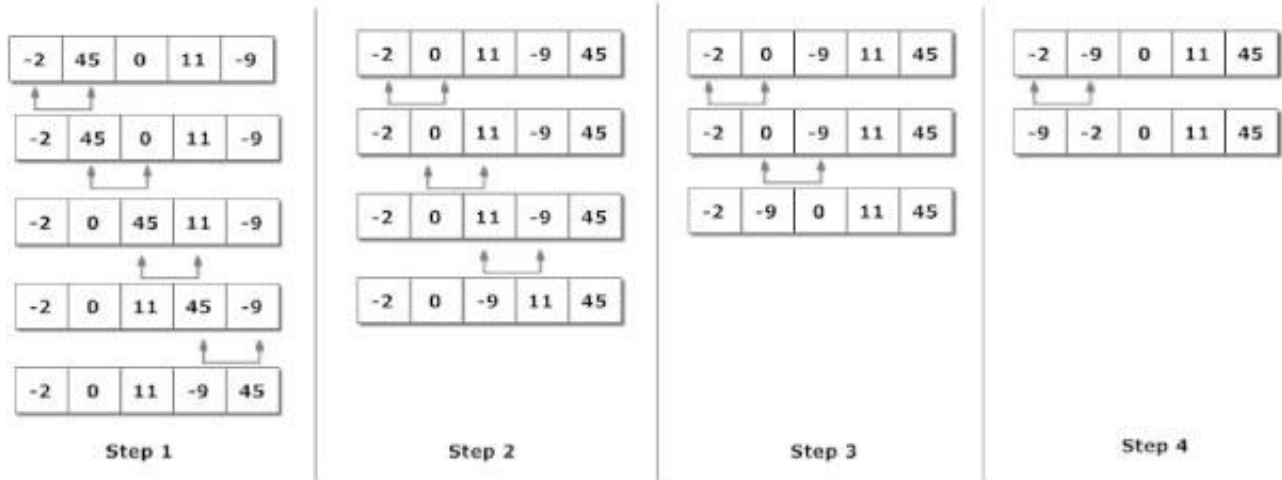 -2 45 0 11 -9
-2 45 0 11 -9
-2 0 45 11 -9
-2 0 11 45 -9
-2 0 11 -9 45
Step 1
-2 0 11 -9 45
-2 0 11 -9 45
-2 0 11 -9 45
-2 0 -9 11 45
Step 2
-2 0 -9 11 45
-2 0 -9 11 45
-2 -9 0 11 45
Step 3
-2 -9 0 11 45
-9 -2 0 11 45
Step 4